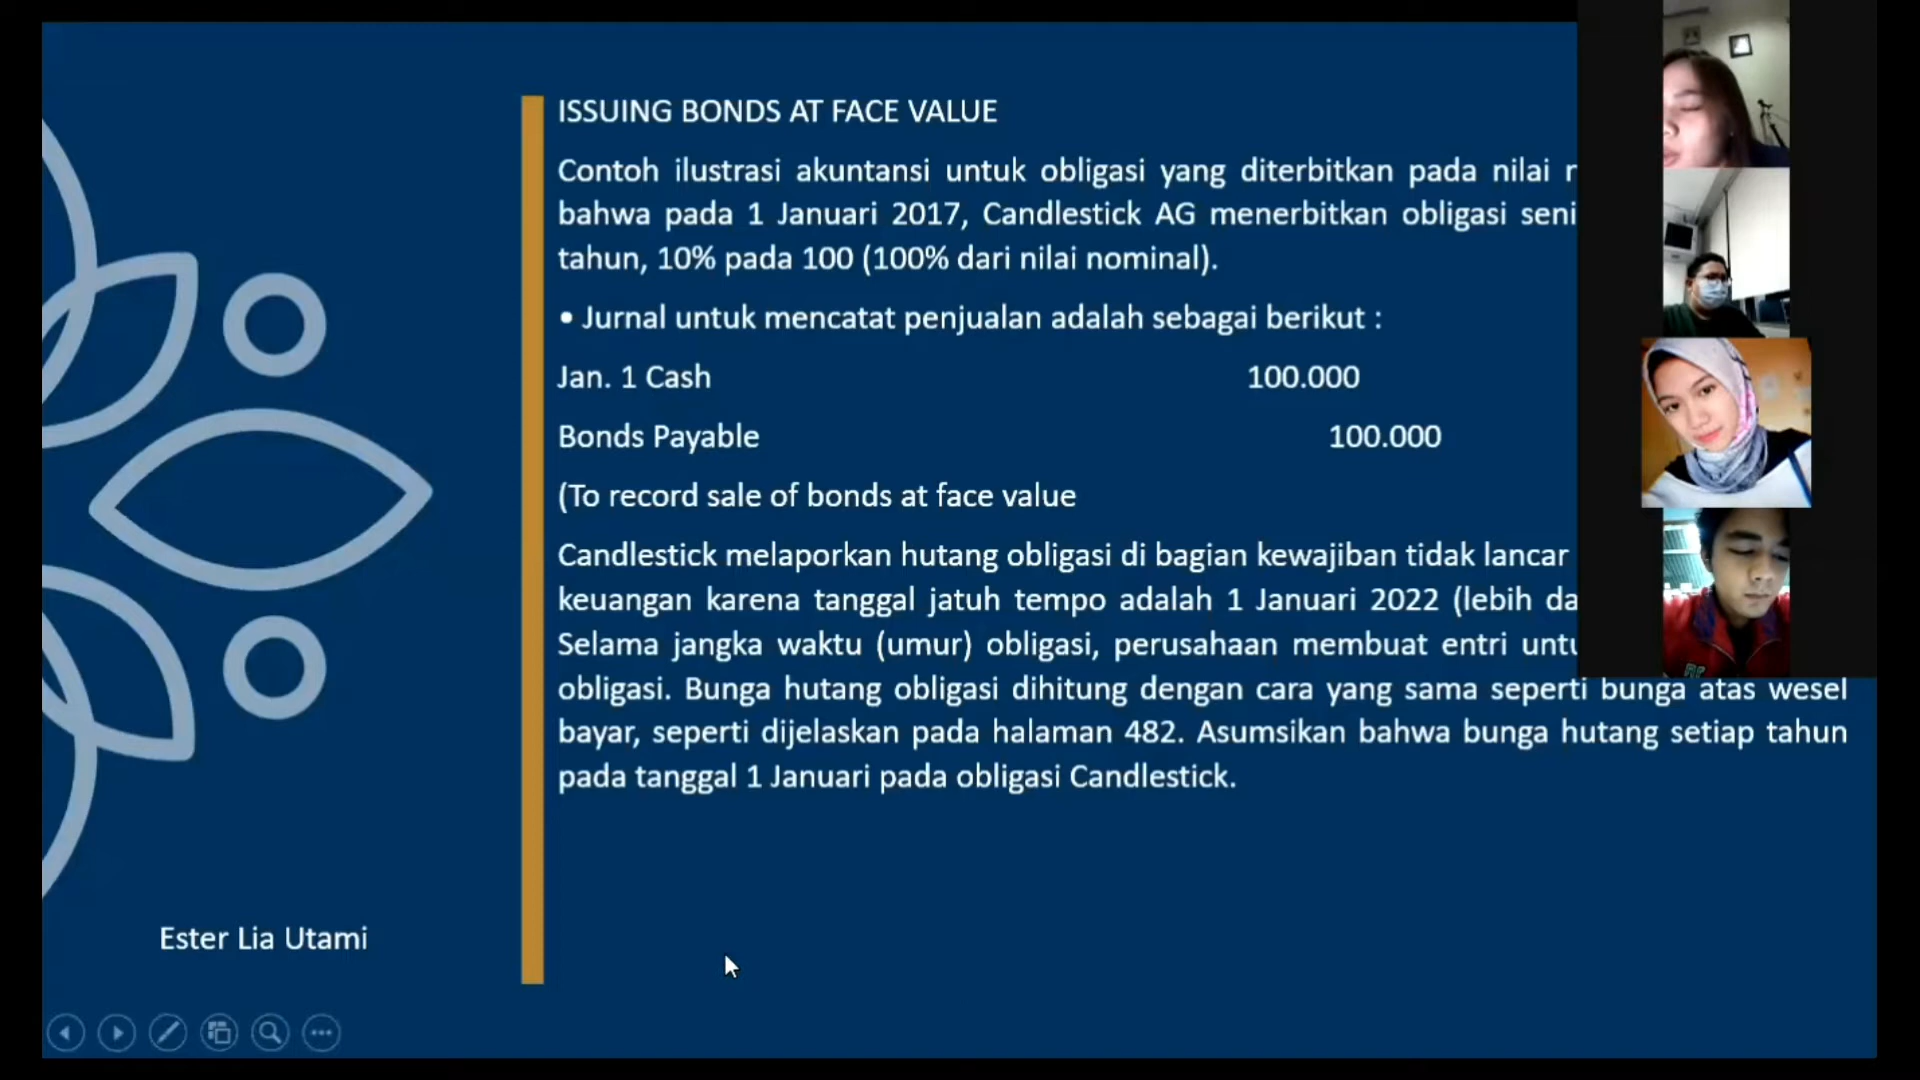 ISSUING BONDS AT FACE VALUE
Contoh ilustrasi akuntansi untuk obligasi yang diterbitkan pada nilai
bahwa pada 1 Januari 2017, Candlestick AG menerbitkan obligasi
tahun, 10% pada 100 (100% dari nilai nominal).
• Jurnal untuk mencatat penjualan adalah sebagai berikut :
Jan. 1 Cash 100.000
Bonds Payable 100.000
(To record sale of bonds at face value
Candlestick melaporkan hutang obligasi di bagian kewajiban tidak lancar
keuangan karena tanggal jatuh tempo adalah 1 Januari 2022 (lebih
Selama jangka waktu (umur) obligasi, perusahaan membuat entri
obligasi. Bunga hutang obligasi dihitung dengan cara yang sama seperti bunga atas wesel
bayar, seperti dijelaskan pada halaman 482. Asumsikan bahwa bunga hutang setiap tahun
pada tanggal 1 Januari pada obligasi Candlestick.
Ester Lia Utami